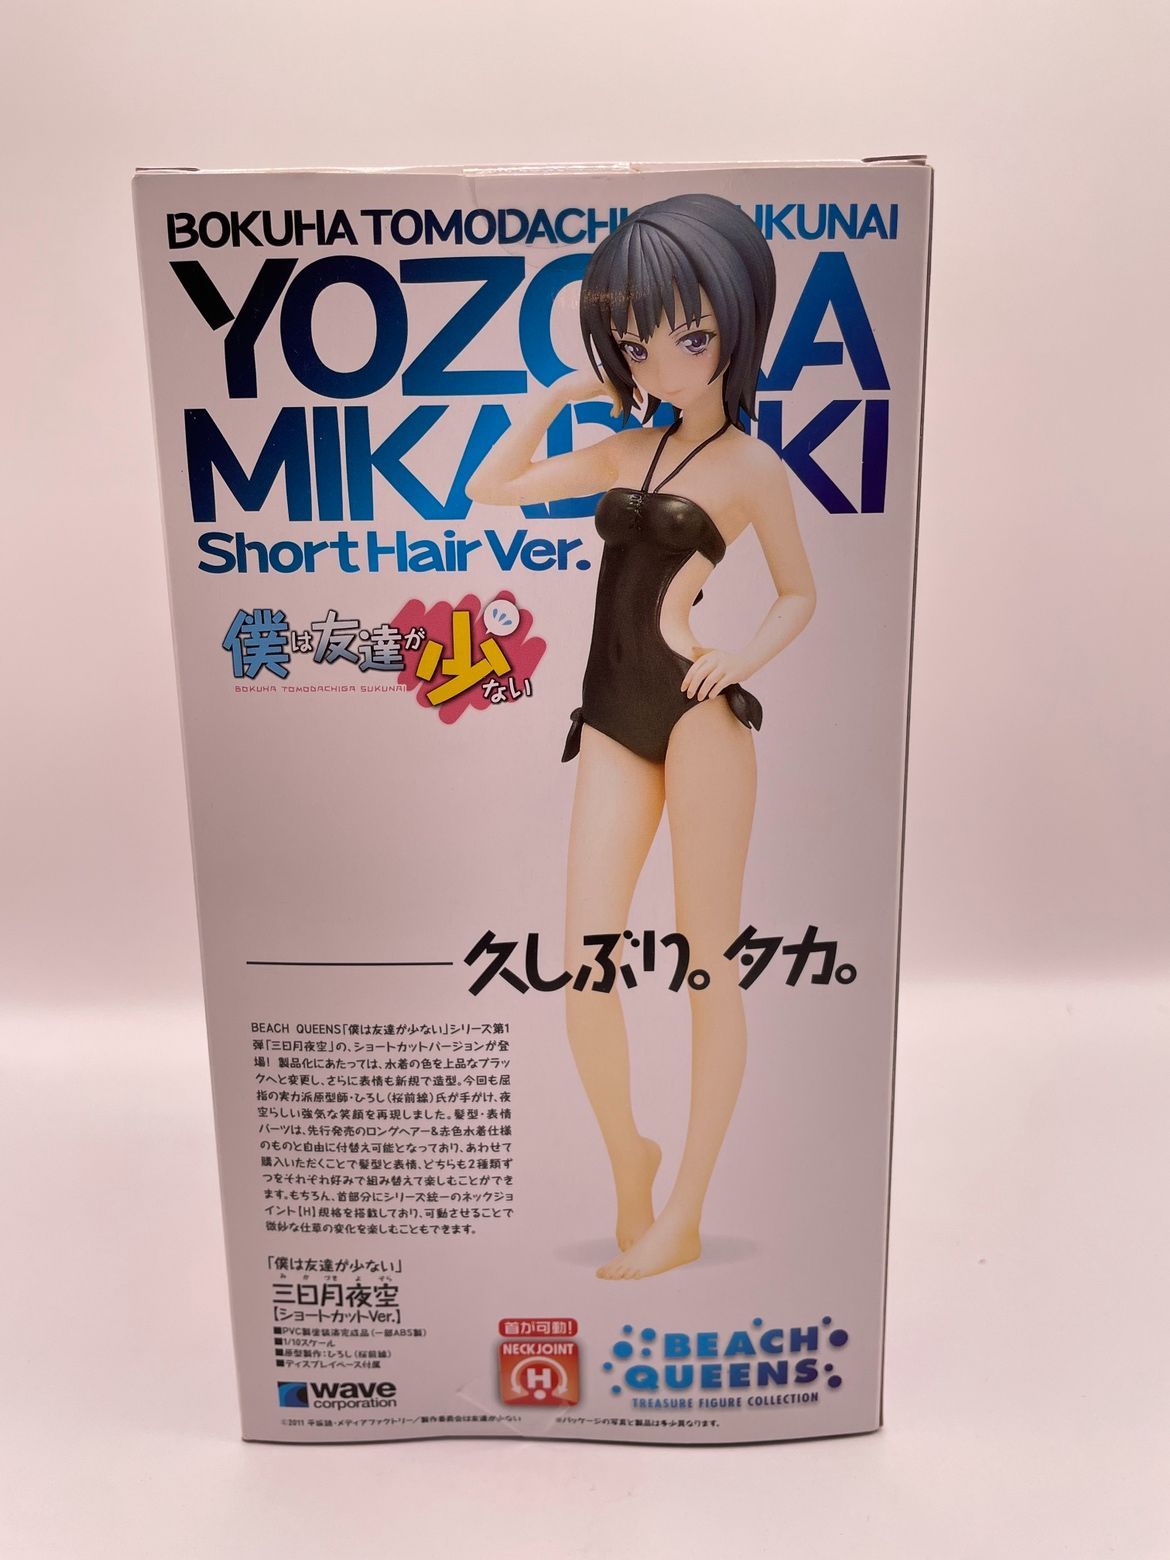 BOKUHA TOMODACHI UKUNAI
YOZORA
MIKADUKI
Short Hair Ver.
僕は友達が少ない
BOKUHA TOMODACHIGA SUKUNAI
久しぶり。タカ。
BEACH QUEENS「僕は友達が少ない」シリーズ第1
弾「三日月夜空」の、ショートカットバージョンが登
場! 製品化にあたっては、水着の色を上品なブラッ
クへと変更し、さらに表情も新規で造型。今回も屈
指の実力派原型師・ひろし(桜前線)氏が手がけ、夜
空らしい強気な笑顔を再現しました。髪型・表情
パーツは、先行発売のロングヘアー&赤色水着仕様
のものと自由に付替え可能となっており、あわせて
購入いただくことで髪型と表情、どちらも2種類ず
つをそれぞれ好みで組み替えて楽しむことができ
ます。もちろん、首部分にシリーズ統一のネックジョ
イント【H】規格を搭載しており、可動させることで
微妙な仕草の変化を楽しむこともできます。
「僕は友達が少ない」
みかづきよぞら
三日月夜空
【ショートカットVer.】
■PVC製塗装済完成品(一部ABS製)
■1/10スケール
■原型製作:ひろし(桜前線)
■ディスプレイベース付属
wave
corporation
首が可動!
NECK JOINT
H
BEACH
QUEENS
TREASURE FIGURE COLLECTION
©2011 平坂読・メディアファクトリー/製作委員会は友達が少ない
※パッケージの写真と製品は多少異なります。